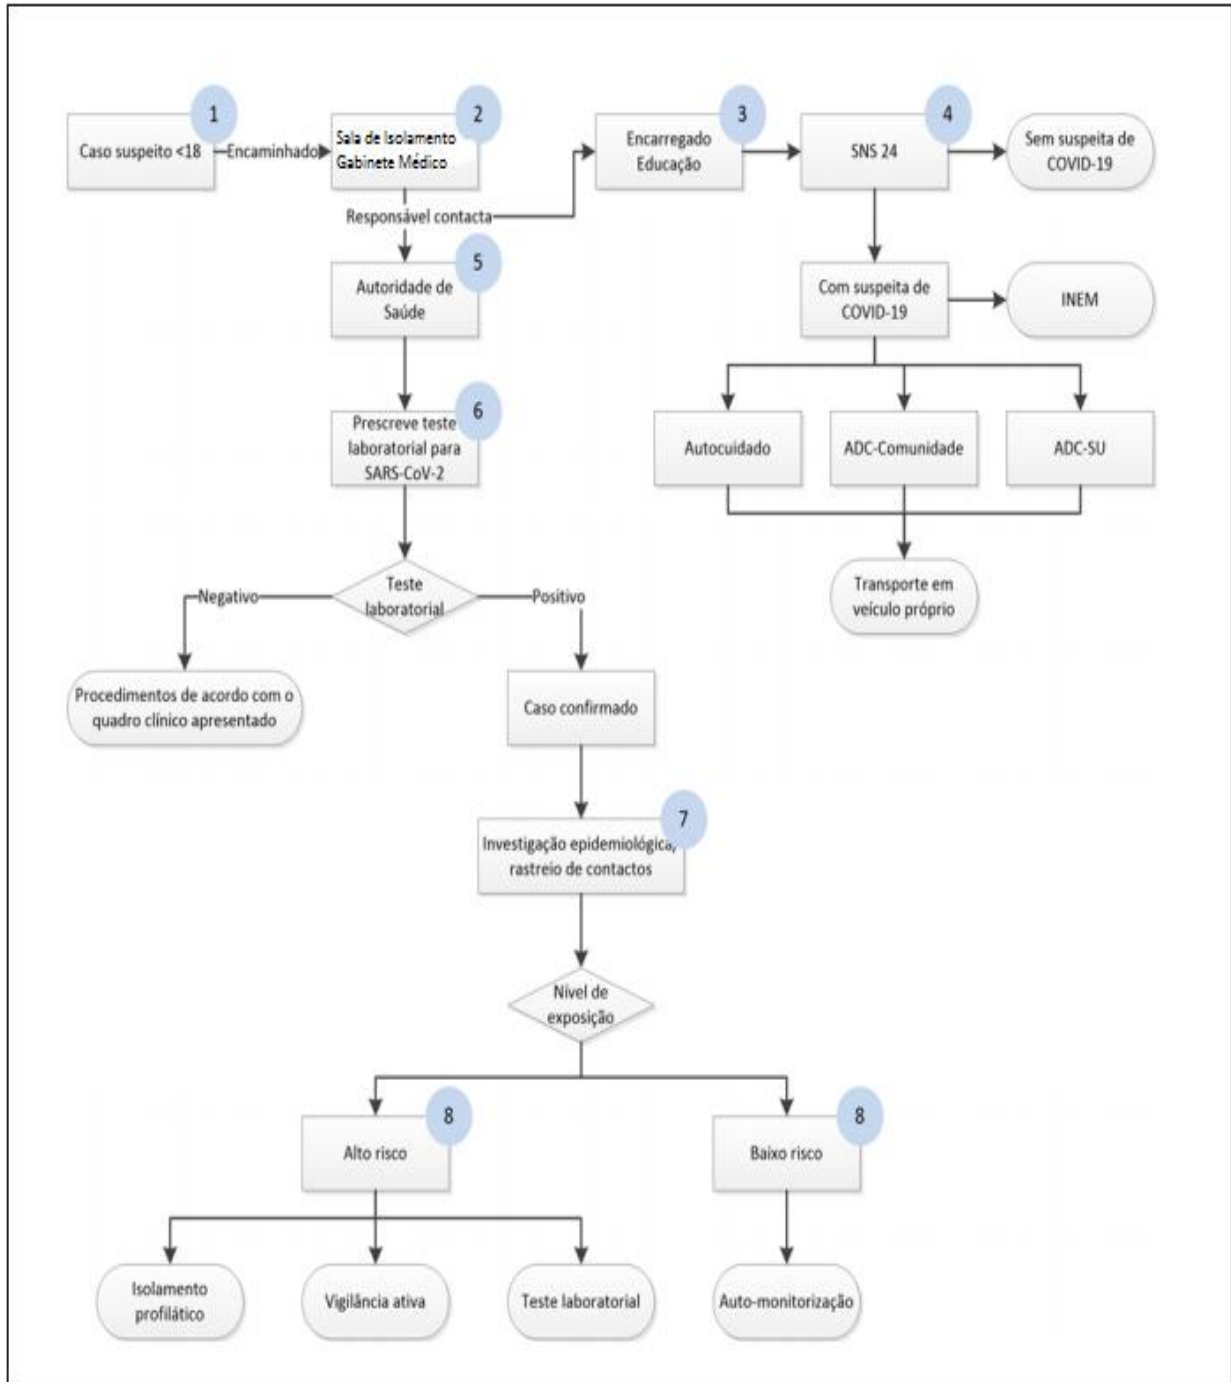 1
Caso suspeito <18
Encaminhado
2
Sala de Isolamento
Gabinete Médico
3
Encarregado
Educação
4
SNS 24
Sem suspeita de
COVID-19
Responsável contacta
5
Autoridade de
Saúde
Com suspeita de
COVID-19
INEM
6
Prescreve teste
laboratorial para
SARS-CoV-2
Autocuidado
ADC-Comunidade
ADC-SU
Negativo
Teste
laboratorial
Positivo
Transporte em
veículo próprio
Procedimentos de acordo com o
quadro clínico apresentado
Caso confirmado
7
Investigação epidemiológica,
rastreio de contactos
Nível de
exposição
8
Alto risco
8
Baixo risco
Isolamento
profilático
Vigilância ativa
Teste laboratorial
Auto-monitorização